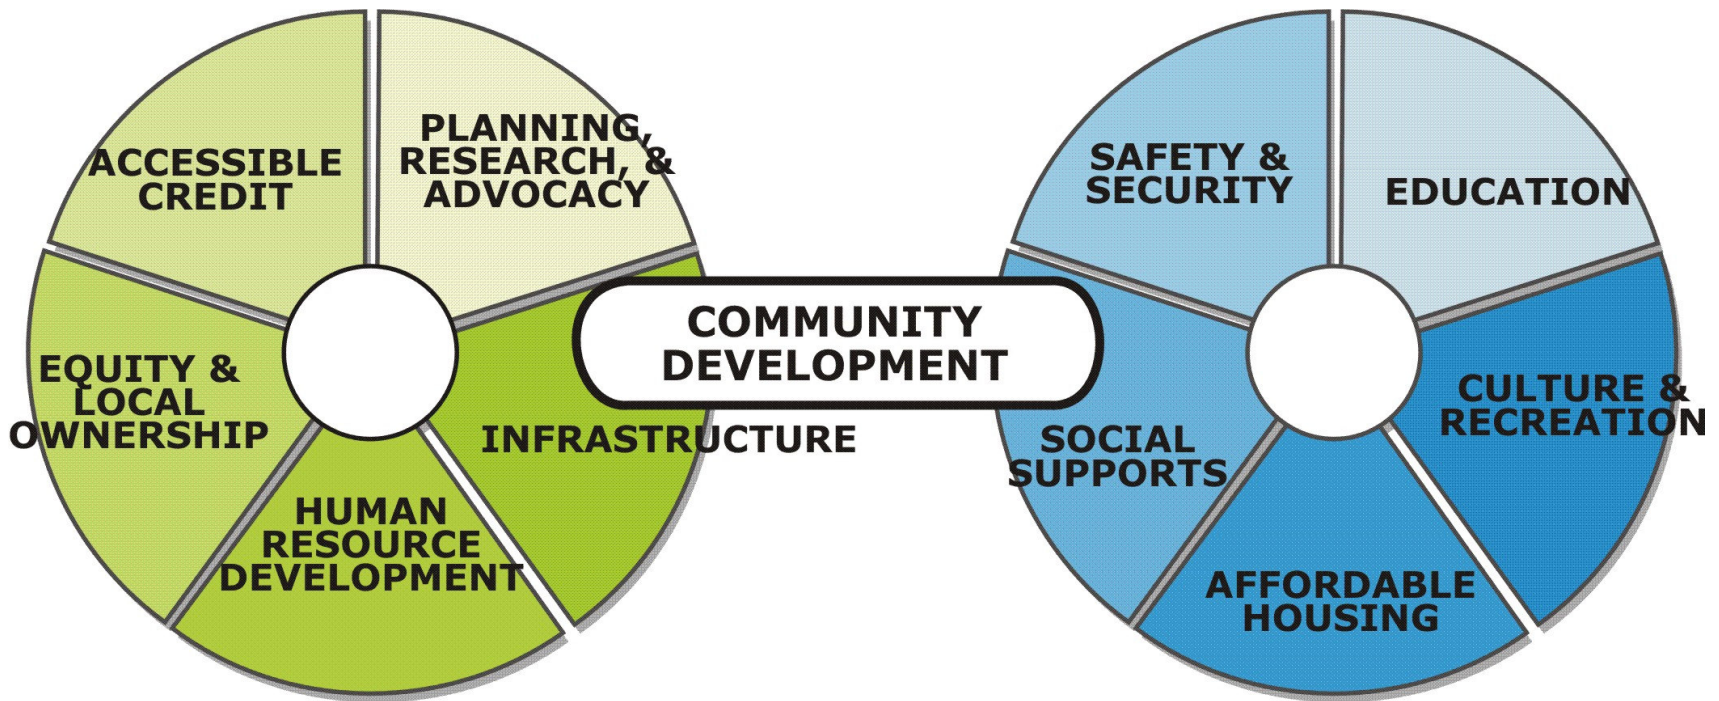 ACCESSIBLE
CREDIT
PLANNING,
RESEARCH, &
ADVOCACY
EQUITY &
LOCAL
OWNERSHIP
INFRASTRUCTURE
HUMAN
RESOURCE
DEVELOPMENT
COMMUNITY
DEVELOPMENT
SAFETY &
SECURITY
EDUCATION
SOCIAL
SUPPORTS
CULTURE &
RECREATION
AFFORDABLE
HOUSING